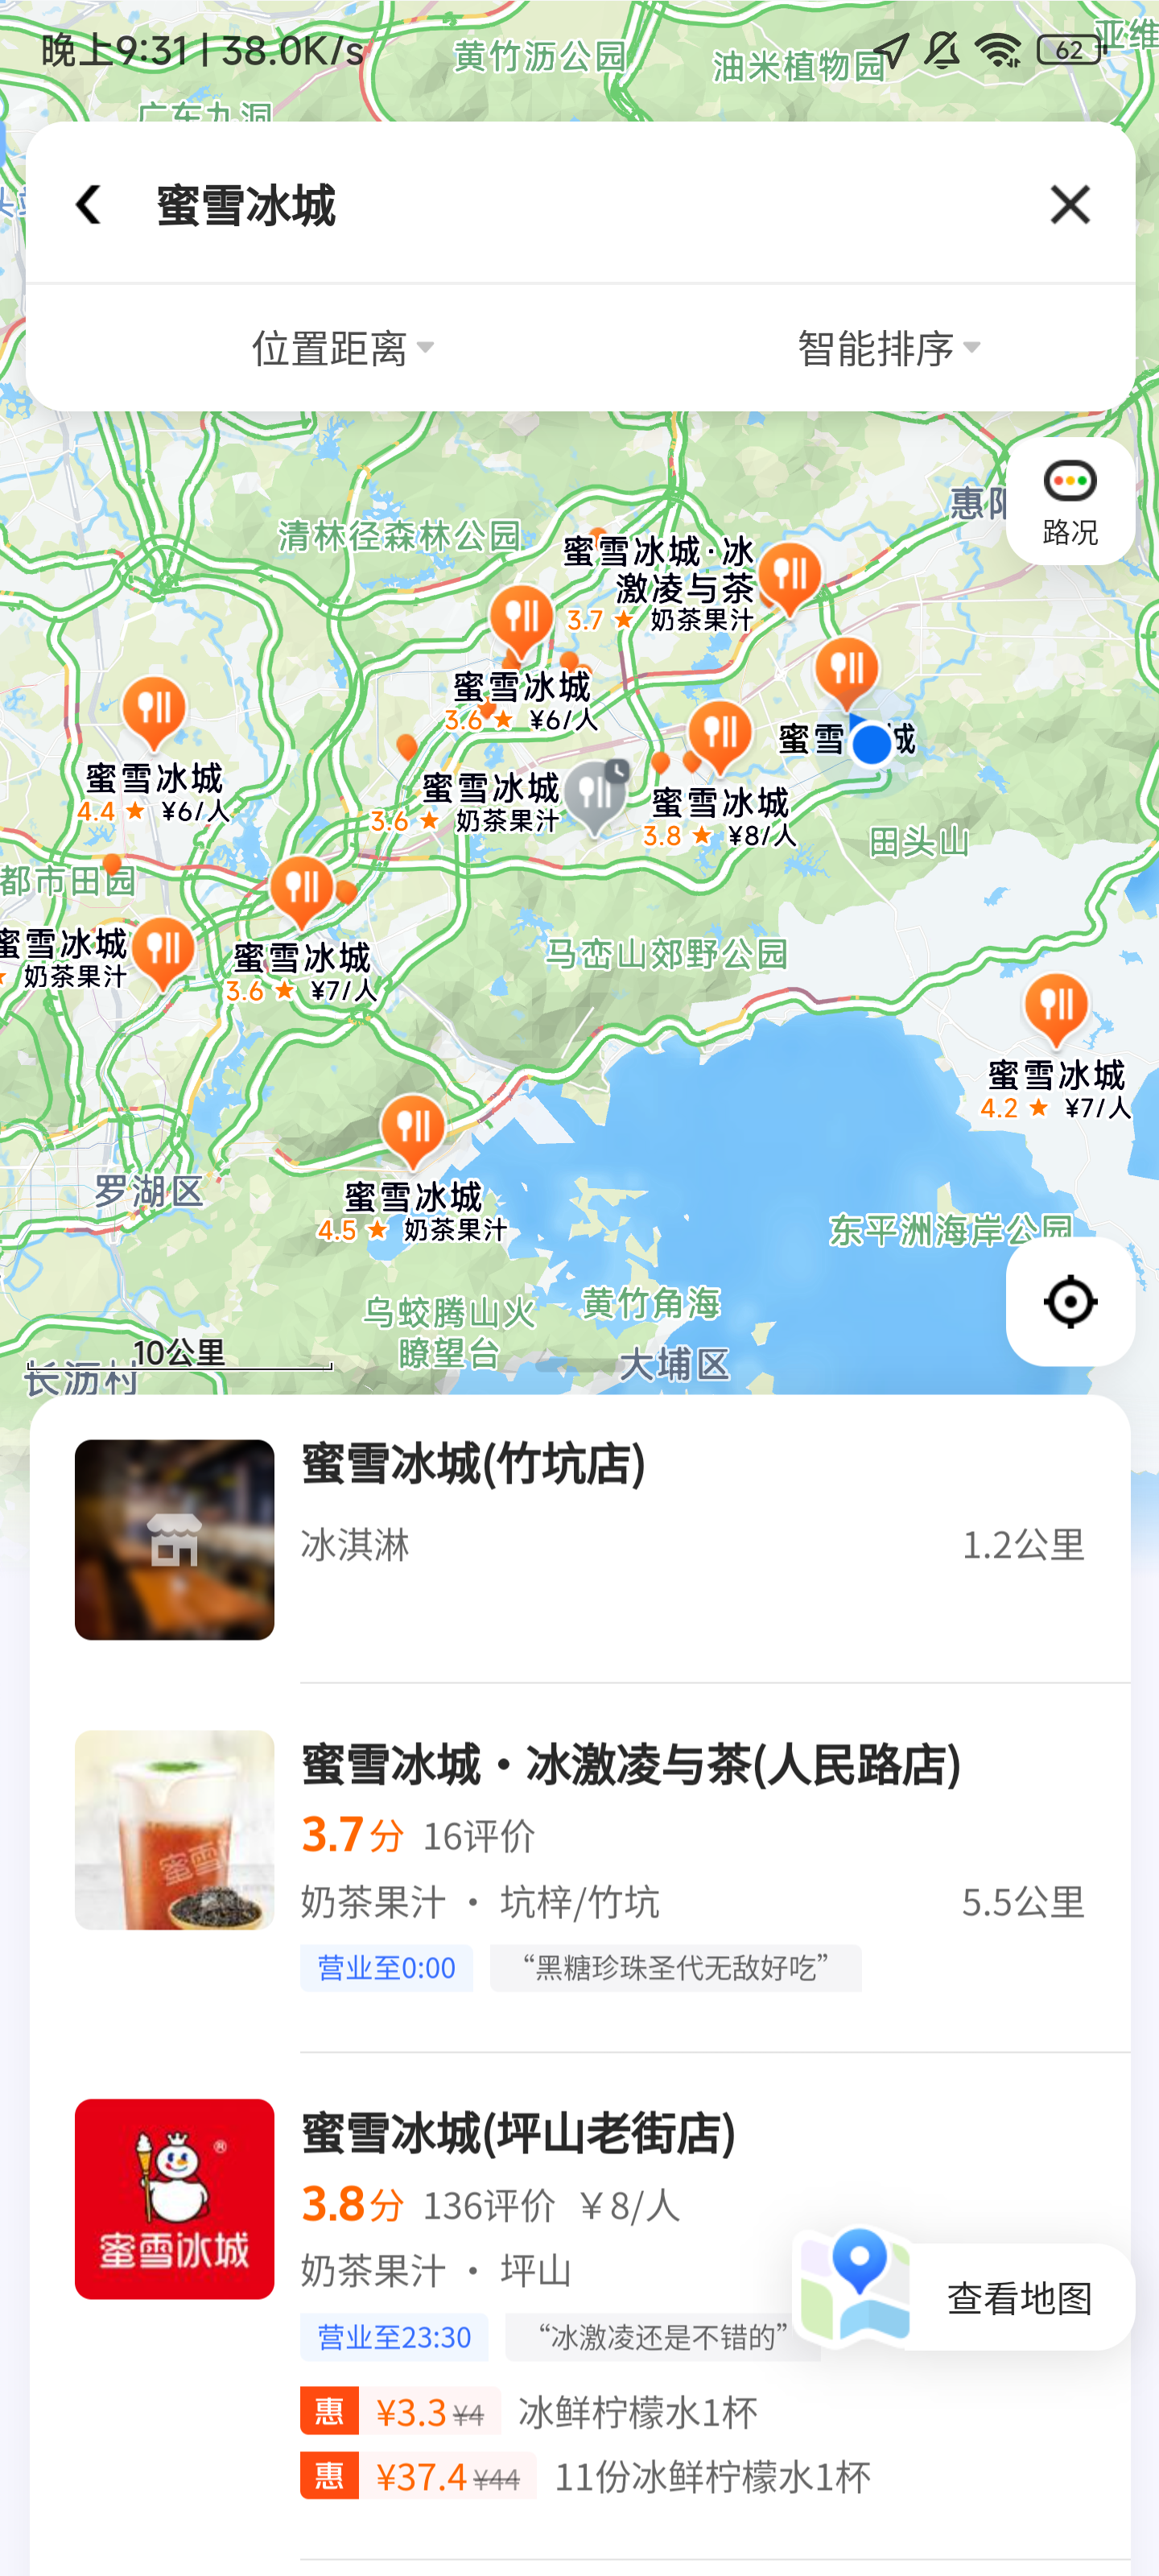 晚上9:31 | 38.0K/s
62
黄竹沥公园
油米植物园
亚维
广东九洞
蜜雪冰城
位置距离
智能排序
路况
清林径森林公园
蜜雪冰城·冰
激凌与茶
3.7 ★ 奶茶果汁
蜜雪冰城
3.6 ★ ¥6/人
蜜雪冰城
4.4 ★ ¥6/人
蜜雪冰城
3.6 ★ 奶茶果汁
蜜雪冰城
3.8 ★ ¥8/人
蜜雪 城
田头山
都市田园
蜜雪冰城
奶茶果汁
蜜雪冰城
3.6 ★ ¥7/人
马峦山郊野公园
蜜雪冰城
4.2 ★ ¥7/人
罗湖区
蜜雪冰城
4.5 ★ 奶茶果汁
东平洲海岸公园
乌蛟腾山火
瞭望台
黄竹角海
大埔区
10公里
长沥村
蜜雪冰城(竹坑店)
冰淇淋
1.2公里
蜜雪冰城·冰激凌与茶(人民路店)
3.7分 16评价
奶茶果汁 · 坑梓/竹坑
5.5公里
营业至0:00 “黑糖珍珠圣代无敌好吃”
蜜雪冰城
蜜雪冰城(坪山老街店)
3.8分 136评价 ¥8/人
奶茶果汁 · 坪山
营业至23:30 “冰激凌还是不错的”
查看地图
惠 ¥3.3 ¥4 冰鲜柠檬水1杯
惠 ¥37.4 ¥44 11份冰鲜柠檬水1杯